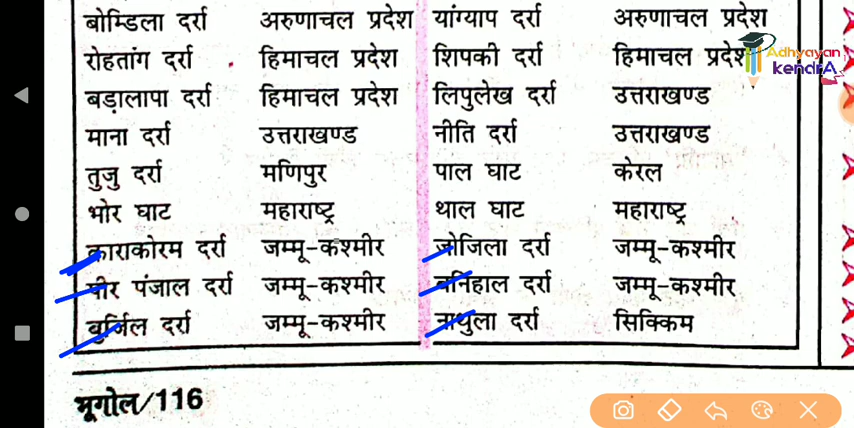 बोम्डिला दर्रा अरुणाचल प्रदेश यांग्याप दर्रा अरुणाचल प्रदेश
रोहतांग दर्रा हिमाचल प्रदेश शिपकी दर्रा हिमाचल प्रदेश
Adhyayan
kendrA
बड़ालापा दर्रा हिमाचल प्रदेश लिपुलेख दर्रा उत्तराखण्ड
माना दर्रा उत्तराखण्ड नीति दर्रा उत्तराखण्ड
तुजु दर्रा मणिपुर पाल घाट केरल
भोर घाट महाराष्ट्र थाल घाट महाराष्ट्र
काराकोरम दर्रा जम्मू-कश्मीर जोजिला दर्रा जम्मू-कश्मीर
पीर पंजाल दर्रा जम्मू-कश्मीर बनिहाल दर्रा जम्मू-कश्मीर
बुर्जिल दर्रा जम्मू-कश्मीर नाथुला दर्रा सिक्किम
भूगोल/116